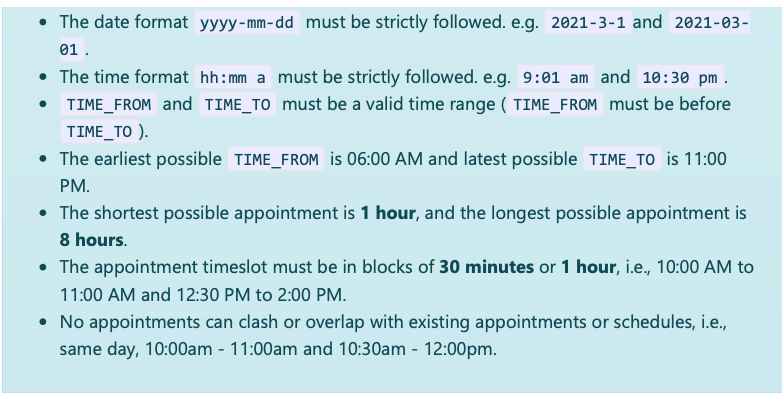 • The date format yyyy-mm-dd must be strictly followed. e.g. 2021-3-1 and 2021-03-
01 .
• The time format hh:mm a must be strictly followed. e.g. 9:01 am and 10:30 pm .
• TIME_FROM and TIME_TO must be a valid time range ( TIME_FROM must be before
TIME_TO ).
• The earliest possible TIME_FROM is 06:00 AM and latest possible TIME_TO is 11:00
PM.
• The shortest possible appointment is 1 hour, and the longest possible appointment is
8 hours.
• The appointment timeslot must be in blocks of 30 minutes or 1 hour, i.e., 10:00 AM to
11:00 AM and 12:30 PM to 2:00 PM.
• No appointments can clash or overlap with existing appointments or schedules, i.e.,
same day, 10:00am - 11:00am and 10:30am - 12:00pm.